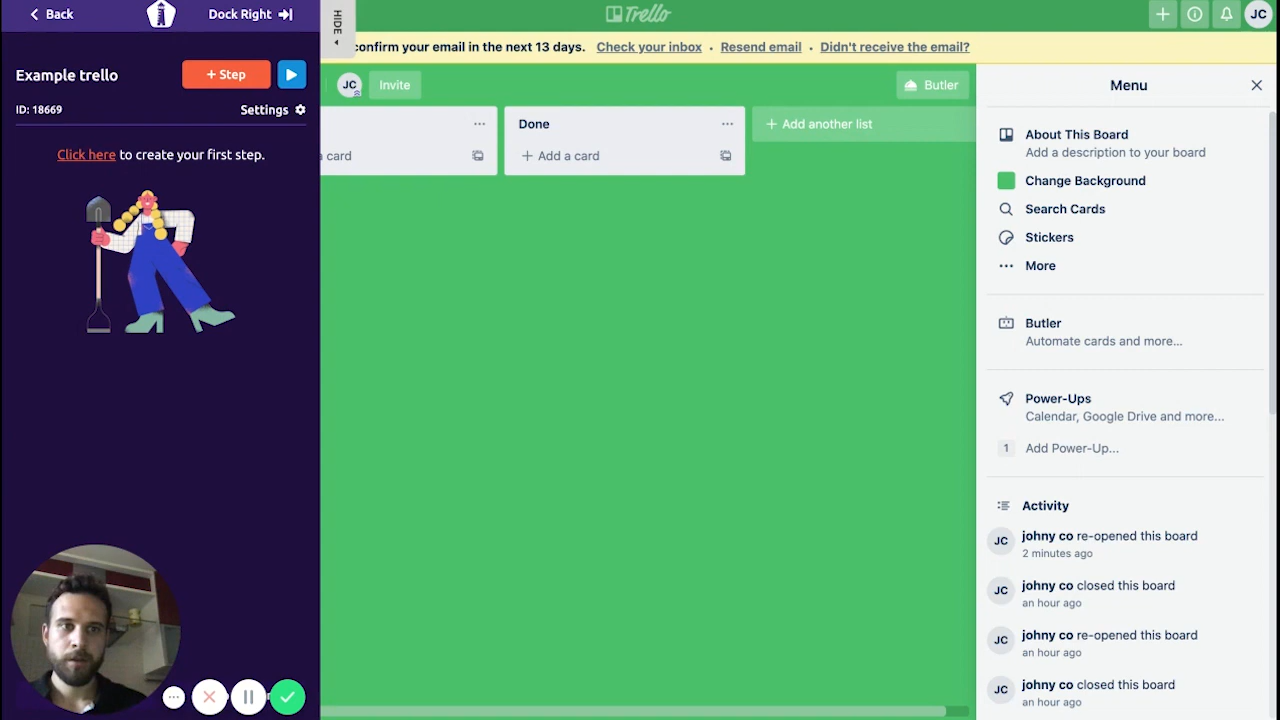 Back
Dock Right
HIDE
Trello
JC
confirm your email in the next 13 days. Check your inbox · Resend email · Didn't receive the email?
Example trello
+ Step
ID: 18669
Settings
Click here to create your first step.
JC
Invite
Butler
Done
a card
+ Add a card
+ Add another list
Menu
About This Board
Add a description to your board
Change Background
Search Cards
Stickers
More
Butler
Automate cards and more...
Power-Ups
Calendar, Google Drive and more...
1 Add Power-Up...
Activity
JC
johny co re-opened this board
2 minutes ago
JC
johny co closed this board
an hour ago
JC
johny co re-opened this board
an hour ago
JC
johny co closed this board
an hour ago